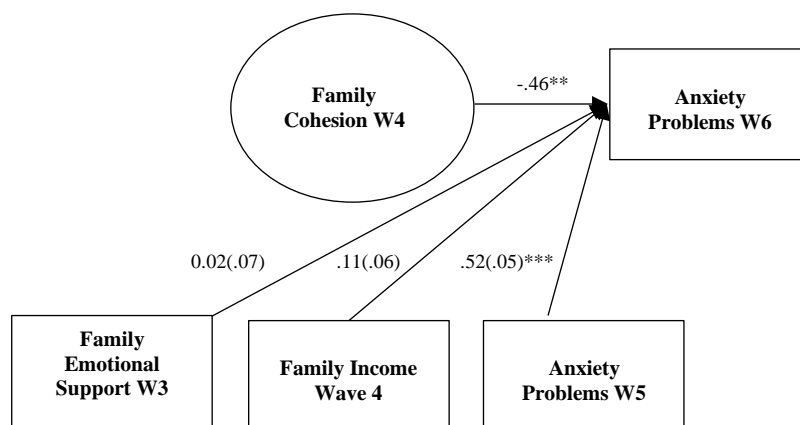 Family
Cohesion W4
-.46**
Anxiety
Problems W6
0.02(.07)
.11(.06)
.52(.05)***
Family
Emotional
Support W3
Family Income
Wave 4
Anxiety
Problems W5